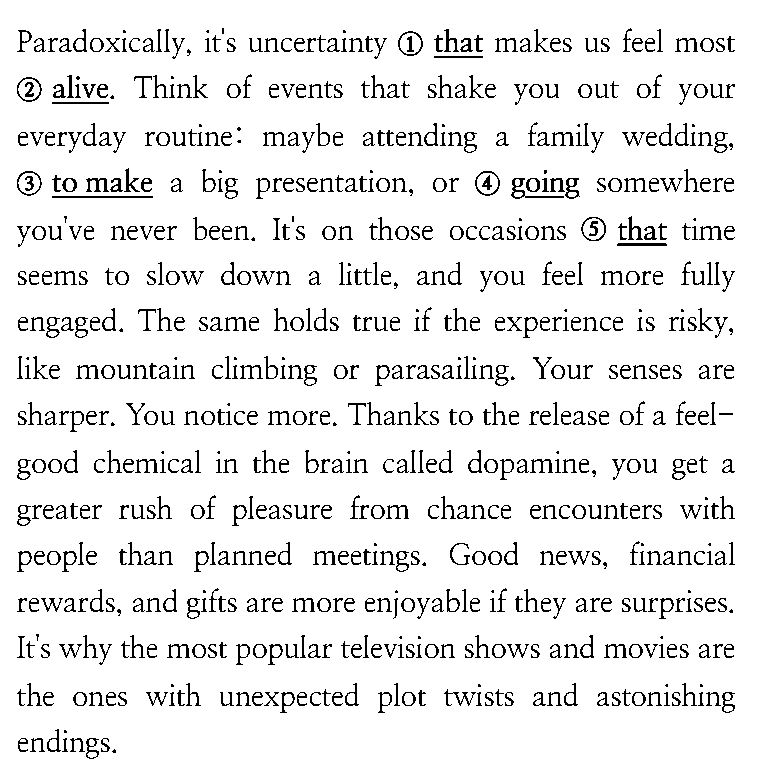 Paradoxically, it's uncertainty ① that makes us feel most
② alive. Think of events that shake you out of your
everyday routine: maybe attending a family wedding,
③ to make a big presentation, or ④ going somewhere
you've never been. It's on those occasions ⑤ that time
seems to slow down a little, and you feel more fully
engaged. The same holds true if the experience is risky,
like mountain climbing or parasailing. Your senses are
sharper. You notice more. Thanks to the release of a feel-
good chemical in the brain called dopamine, you get a
greater rush of pleasure from chance encounters with
people than planned meetings. Good news, financial
rewards, and gifts are more enjoyable if they are surprises.
It's why the most popular television shows and movies are
the ones with unexpected plot twists and astonishing
endings.